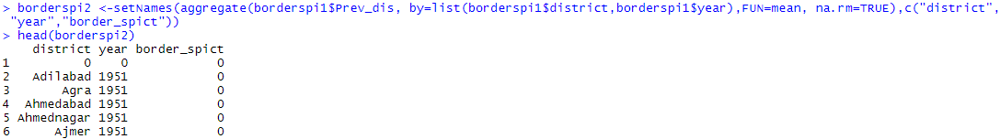 > borderspi2 <-setNames(aggregate(borderspi1$Prev_dis, by=list(borderspi1$district,borderspi1$year),FUN=mean, na.rm=TRUE),c("district",
"year","border_spict"))
> head(borderspi2)
district year border_spict
1 0 0 0
2 Adilabad 1951 0
3 Agra 1951 0
4 Ahmedabad 1951 0
5 Ahmednagar 1951 0
6 Ajmer 1951 0